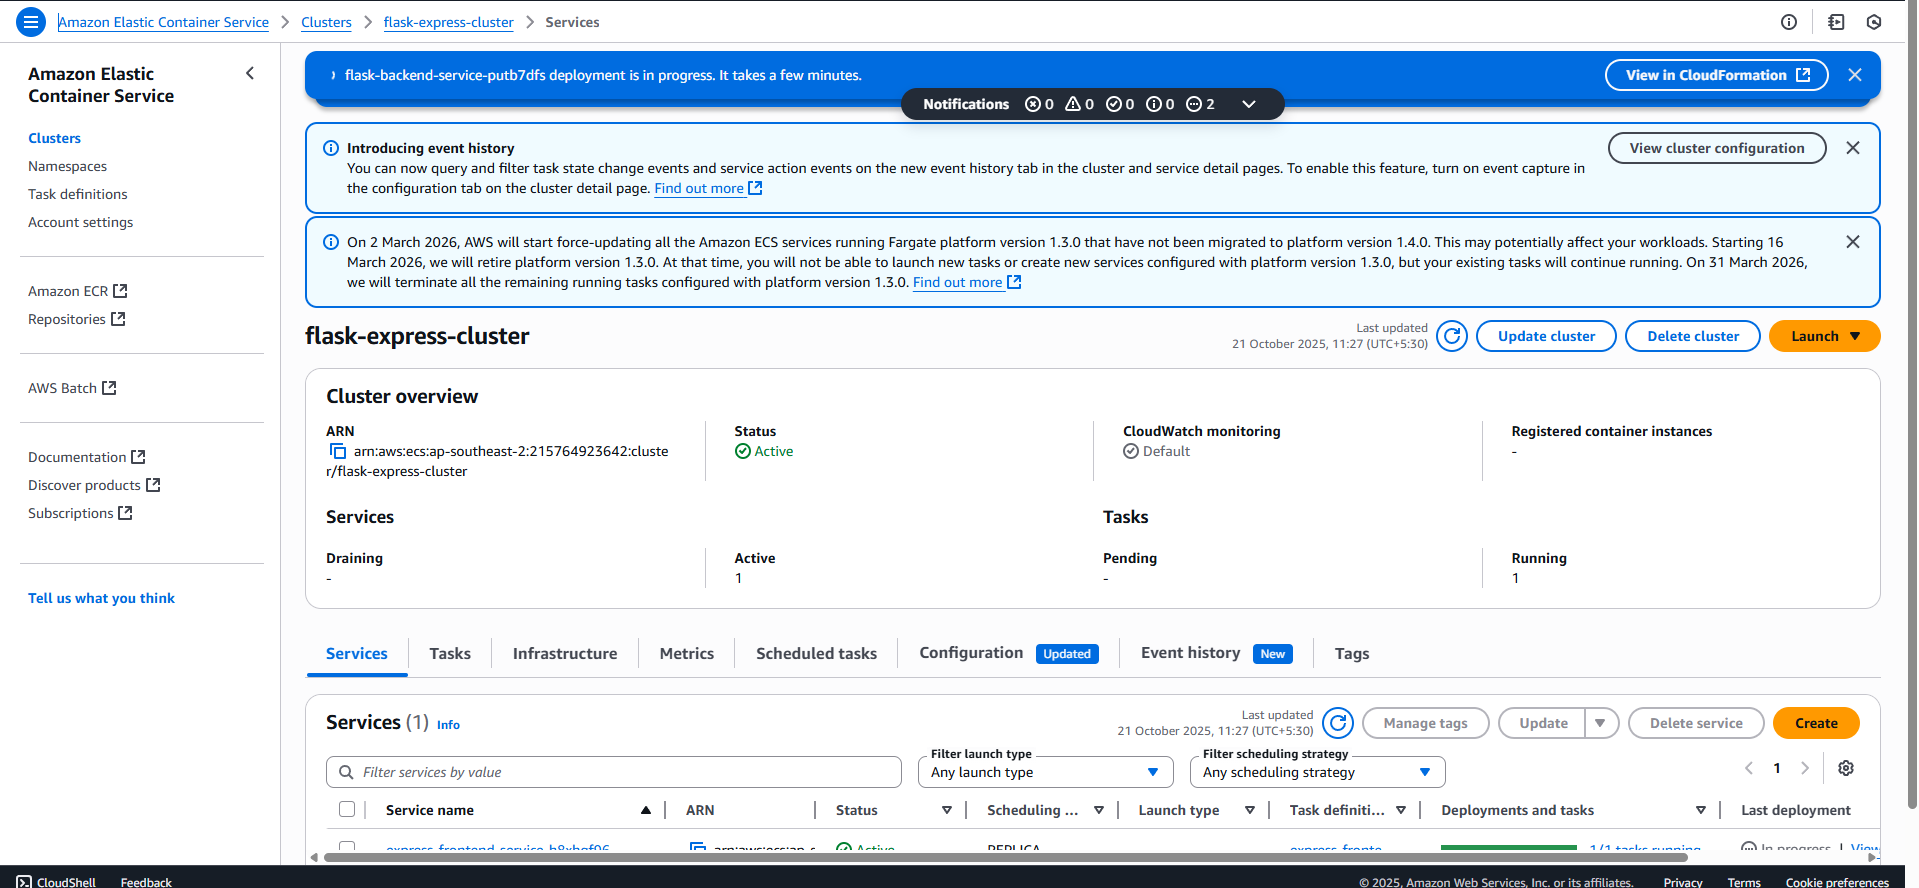 Amazon Elastic Container Service > Clusters > flask-express-cluster > Services
Amazon Elastic
Container Service
Clusters
Namespaces
Task definitions
Account settings
Amazon ECR
Repositories
AWS Batch
Documentation
Discover products
Subscriptions
Tell us what you think
flask-backend-service-putb7dfs deployment is in progress. It takes a few minutes.
View in CloudFormation
Notifications 0 0 0 0 2
Introducing event history
You can now query and filter task state change events and service action events on the new event history tab in the cluster and service detail pages. To enable this feature, turn on event capture in
the configuration tab on the cluster detail page. Find out more
View cluster configuration
On 2 March 2026, AWS will start force-updating all the Amazon ECS services running Fargate platform version 1.3.0 that have not been migrated to platform version 1.4.0. This may potentially affect your workloads. Starting 16
March 2026, we will retire platform version 1.3.0. At that time, you will not be able to launch new tasks or create new services configured with platform version 1.3.0, but your existing tasks will continue running. On 31 March 2026,
we will terminate all the remaining running tasks configured with platform version 1.3.0. Find out more
flask-express-cluster
Last updated
21 October 2025, 11:27 (UTC+5:30)
Update cluster
Delete cluster
Launch
Cluster overview
ARN
arn:aws:ecs:ap-southeast-2:215764923642:cluste
r/flask-express-cluster
Status
Active
CloudWatch monitoring
Default
Registered container instances
-
Services
Tasks
Draining
-
Active
1
Pending
-
Running
1
Services Tasks Infrastructure Metrics Scheduled tasks Configuration Updated Event history New Tags
Services (1) Info
Last updated
21 October 2025, 11:27 (UTC+5:30)
Manage tags
Update
Delete service
Create
Filter services by value
Filter launch type
Any launch type
Filter scheduling strategy
Any scheduling strategy
1
Service name ARN Status Scheduling ... Launch type Task definiti... Deployments and tasks Last deployment
express-frontend-service-b8xhof06 arn:aws:ecs:ap-s Active REPLICA express-fronte 1/1 tasks running In progress | View
CloudShell Feedback © 2025, Amazon Web Services, Inc. or its affiliates. Privacy Terms Cookie preferences